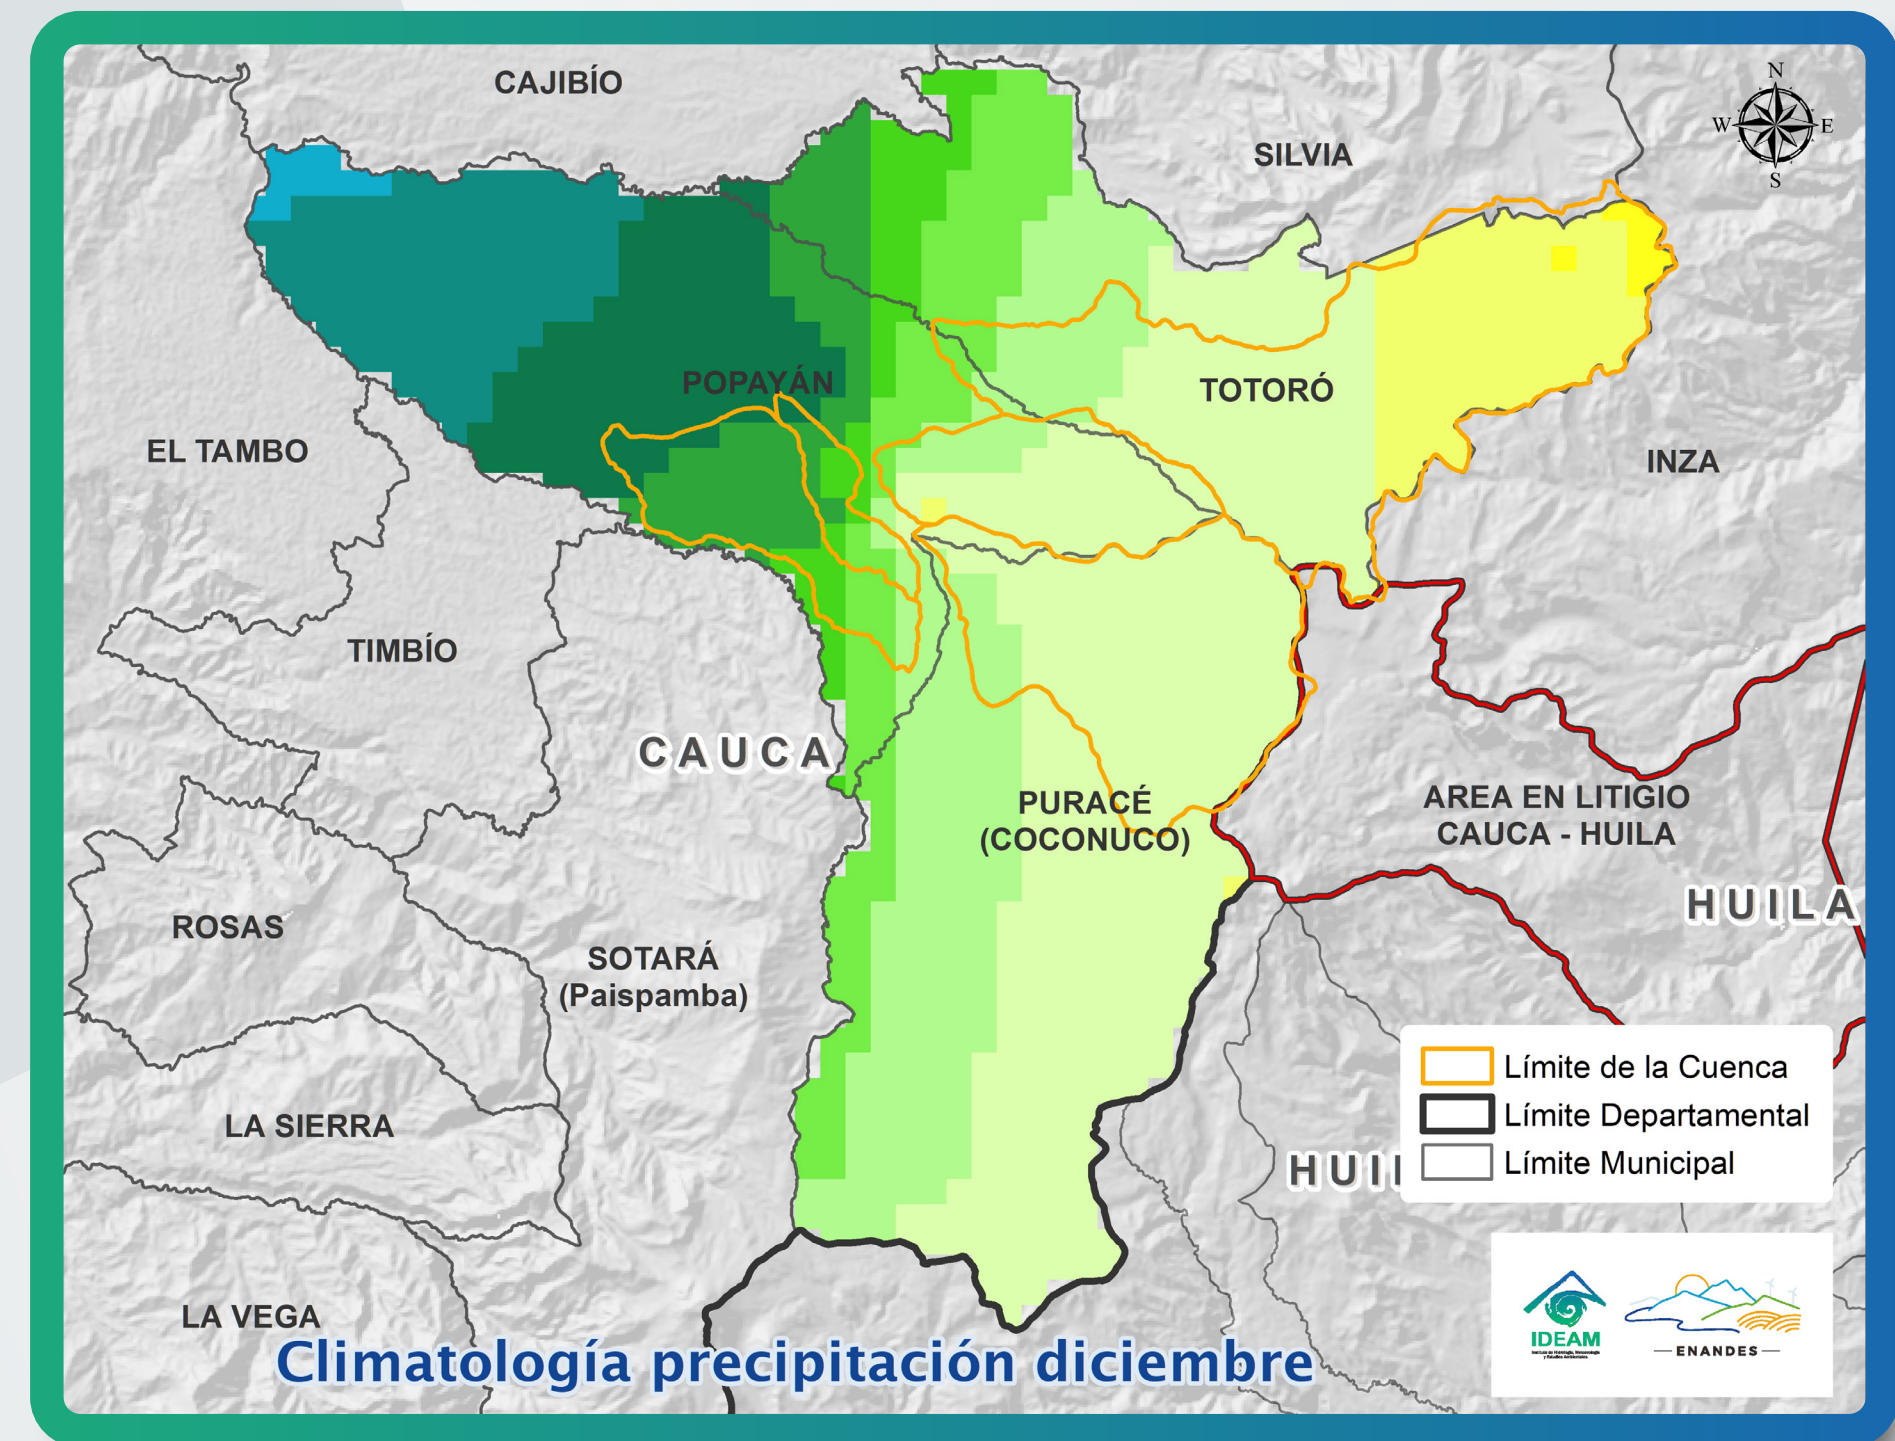 CAJIBÍO
SILVIA
N
W
E
S
POPAYÁN
TOTORÓ
EL TAMBO
INZA
TIMBÍO
CAUCA
PURACÉ
(COCONUCO)
AREA EN LITIGIO
CAUCA - HUILA
HUILA
ROSAS
SOTARÁ
(Paispamba)
LA SIERRA
Límite de la Cuenca
Límite Departamental
Límite Municipal
LA VEGA
Climatología precipitación diciembre
IDEAM
ENANDES